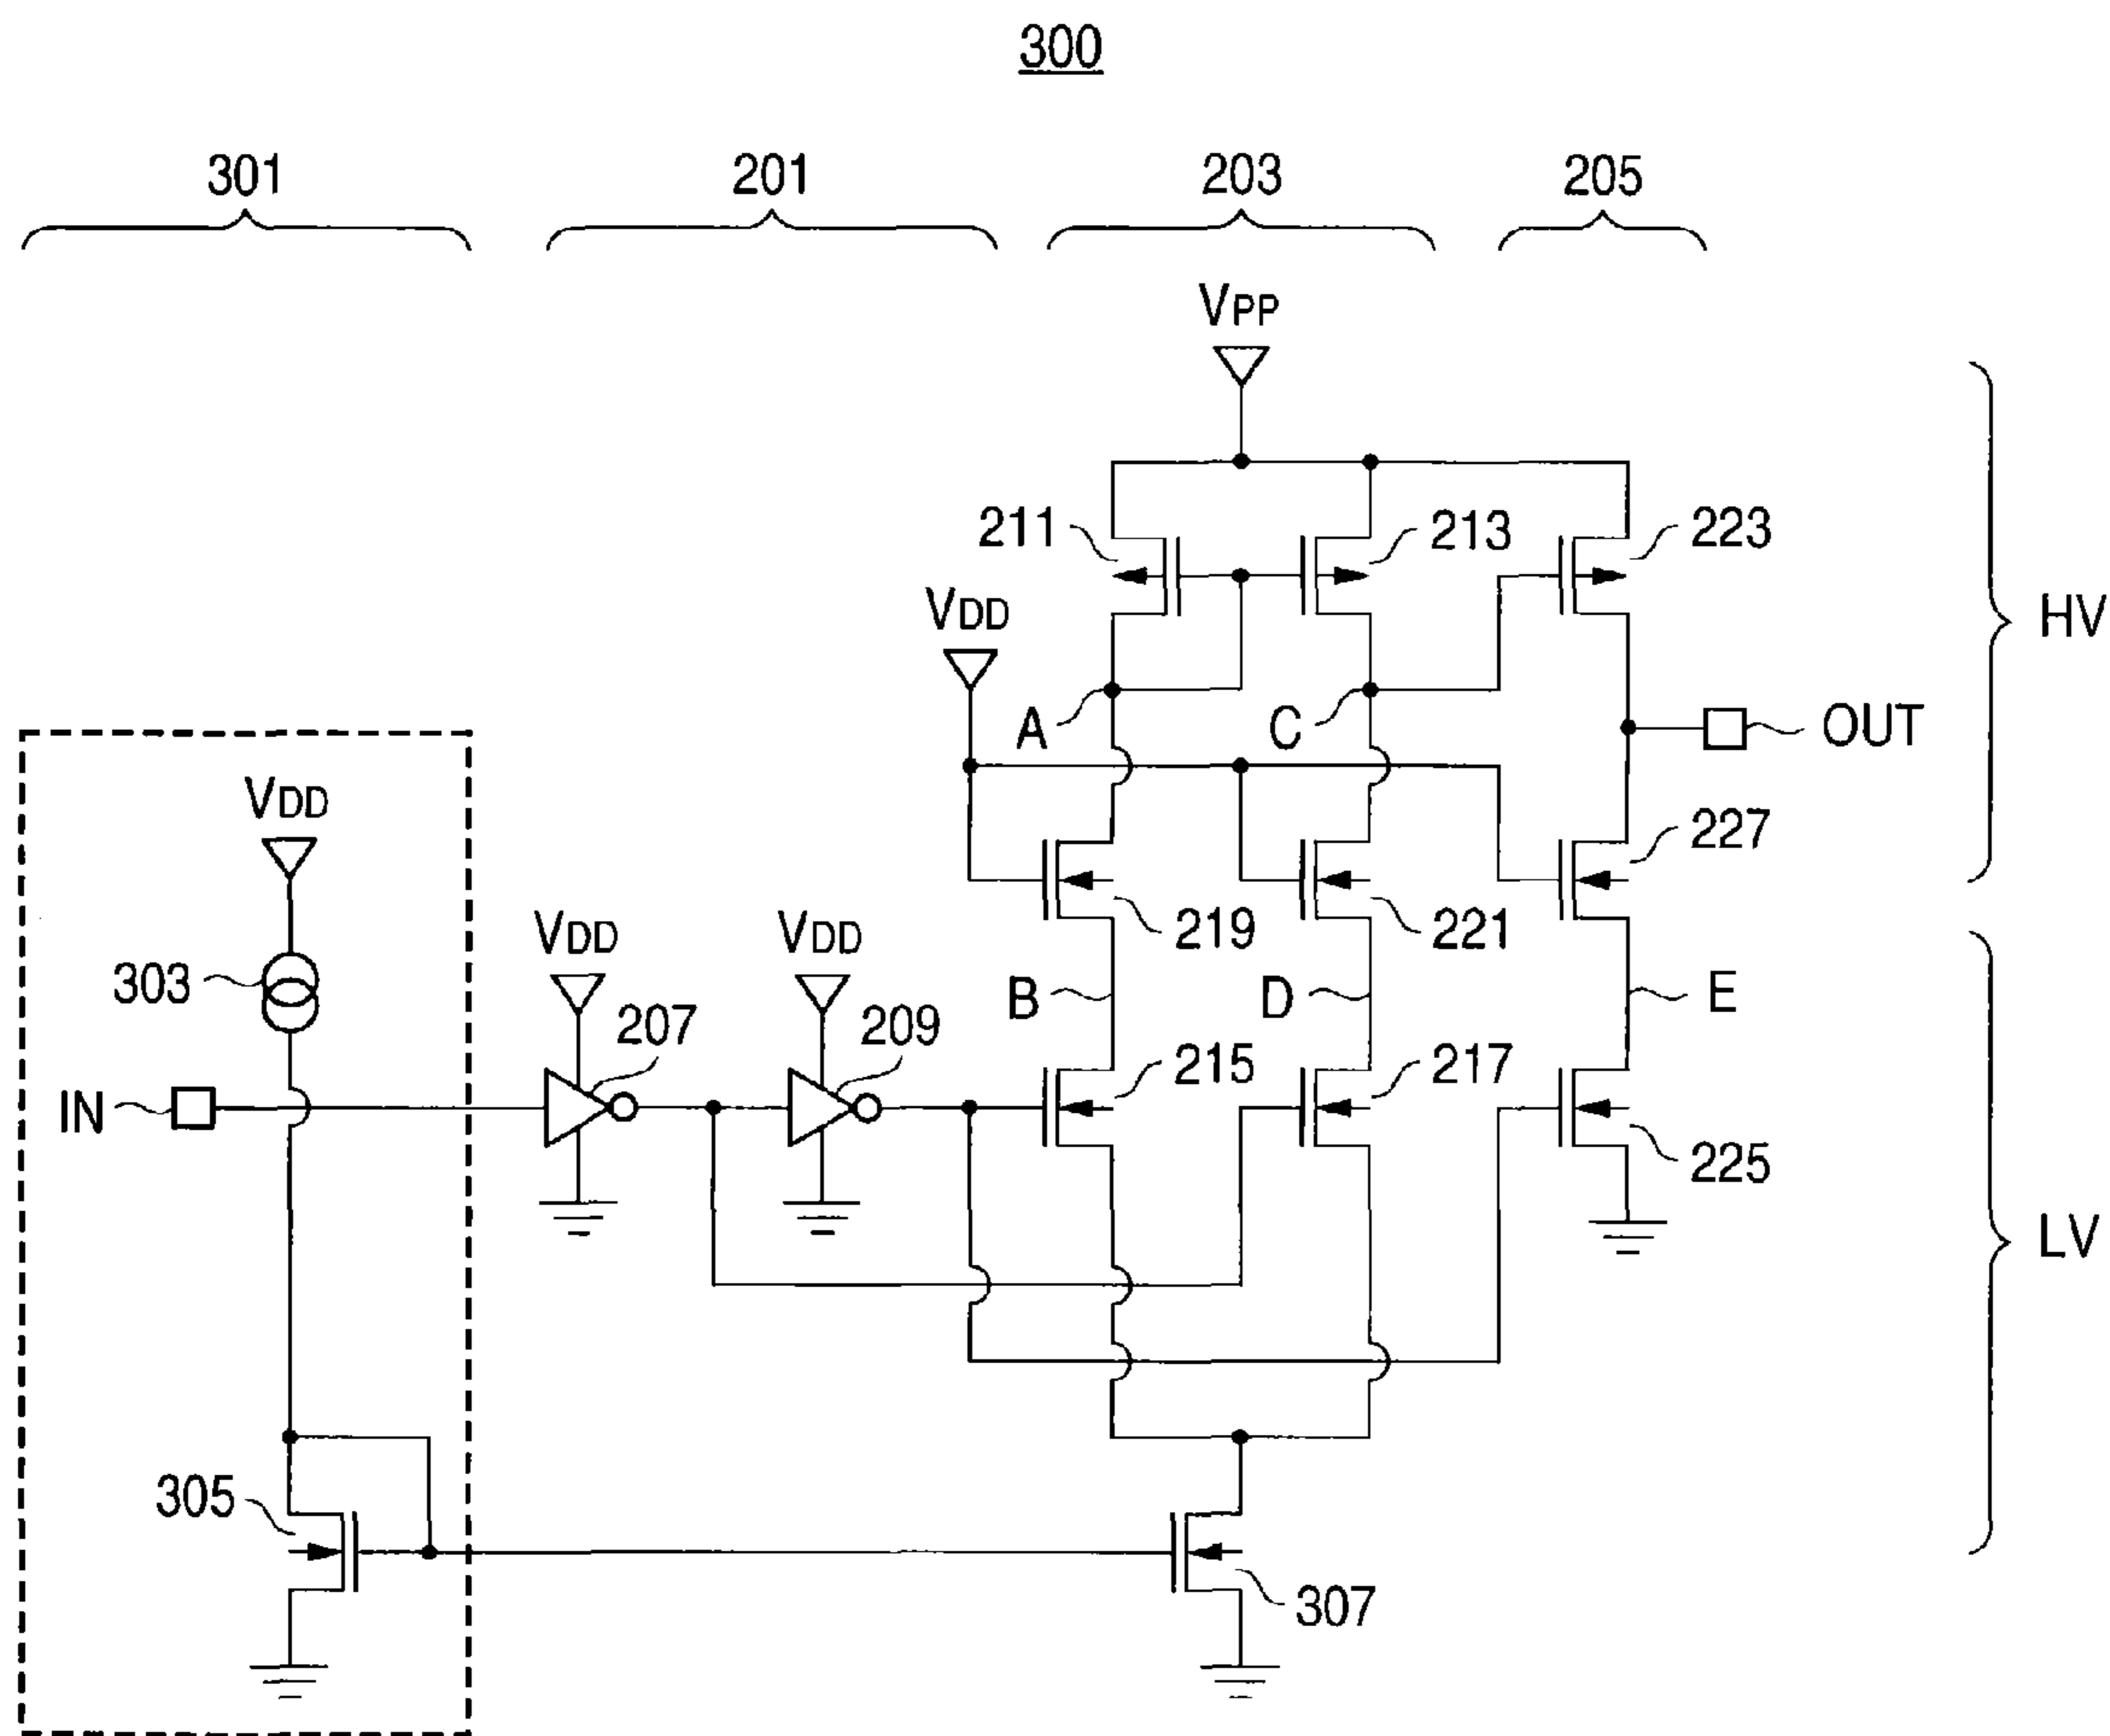 300
301 201 203 205
VPP
211 213 223
VDD
HV
A C OUT
VDD
227
VDD VDD 219 221
303 207 209 B D E
IN 215 217
225
LV
305
307